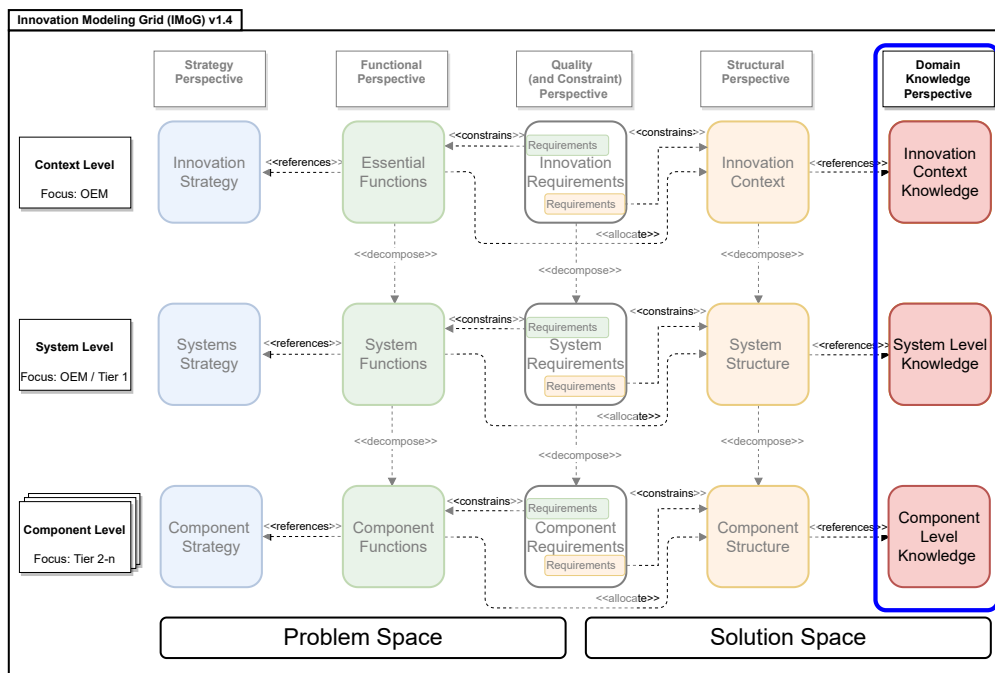 Innovation Modeling Grid (IMoG) v1.4
Strategy
Perspective
Functional
Perspective
Quality
(and Constraint)
Perspective
Structural
Perspective
Domain
Knowledge
Perspective
Context Level
Focus: OEM
Innovation
Strategy
<<references>>
Essential
Functions
<<constrains>>
Requirements
Innovation
Requirements
Requirements
<<constrains>>
<<allocate>>
Innovation
Context
<<references>>
Innovation
Context
Knowledge
<<decompose>>
<<decompose>>
<<decompose>>
System Level
Focus: OEM / Tier 1
Systems
Strategy
<<references>>
System
Functions
<<constrains>>
Requirements
System
Requirements
Requirements
<<constrains>>
<<allocate>>
System
Structure
<<references>>
System Level
Knowledge
<<decompose>>
<<decompose>>
<<decompose>>
Component Level
Focus: Tier 2-n
Component
Strategy
<<references>>
Component
Functions
<<constrains>>
Requirements
Component
Requirements
Requirements
<<constrains>>
<<allocate>>
Component
Structure
<<references>>
Component
Level
Knowledge
Problem Space
Solution Space